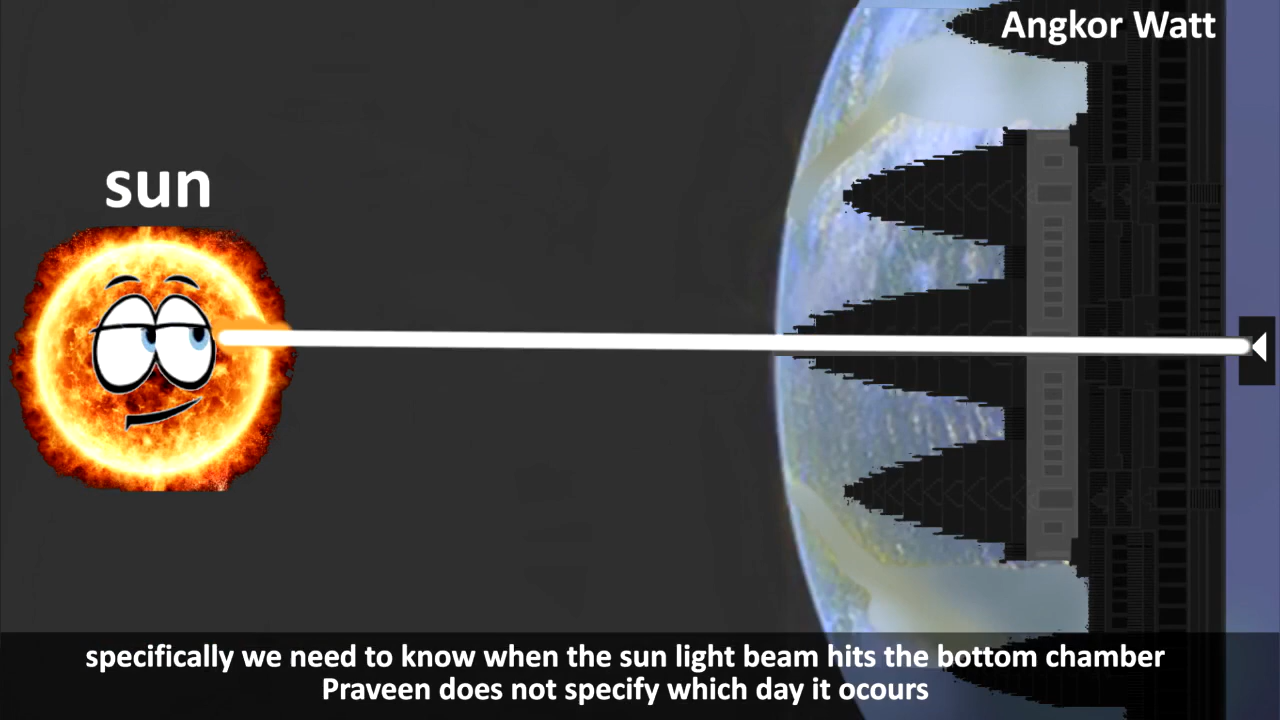 Angkor Watt
sun
specifically we need to know when the sun light beam hits the bottom chamber
Praveen does not specify which day it ocours